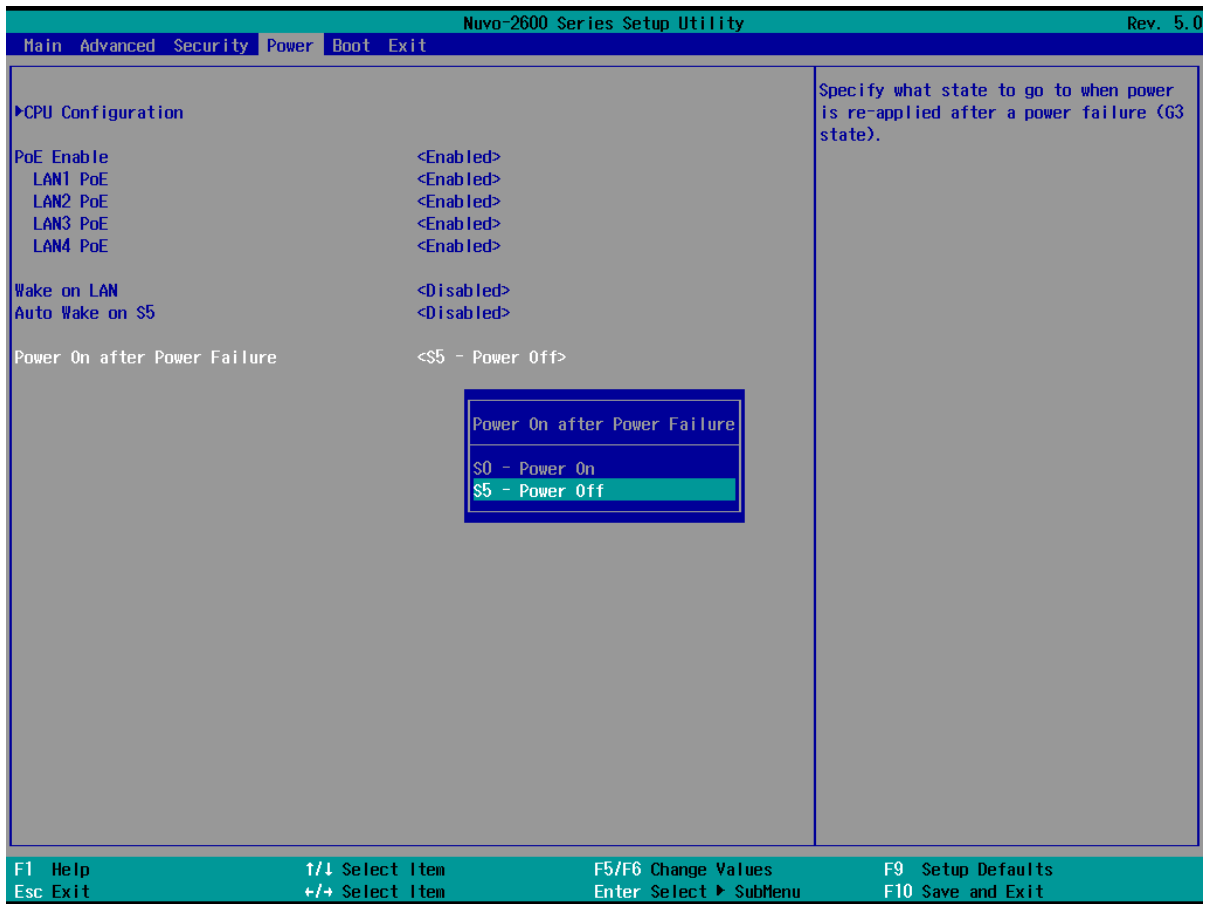 Nuvo-2600 Series Setup Utility Rev. 5.0
Main Advanced Security Power Boot Exit
▶CPU Configuration
PoE Enable <Enabled>
LAN1 PoE <Enabled>
LAN2 PoE <Enabled>
LAN3 PoE <Enabled>
LAN4 PoE <Enabled>
Wake on LAN <Disabled>
Auto Wake on S5 <Disabled>
Power On after Power Failure <S5 - Power Off>
Power On after Power Failure
S0 - Power On
S5 - Power Off
Specify what state to go to when power
is re-applied after a power failure (G3
state).
F1 Help ↑/↓ Select Item F5/F6 Change Values F9 Setup Defaults
Esc Exit ←/→ Select Item Enter Select ▶ SubMenu F10 Save and Exit